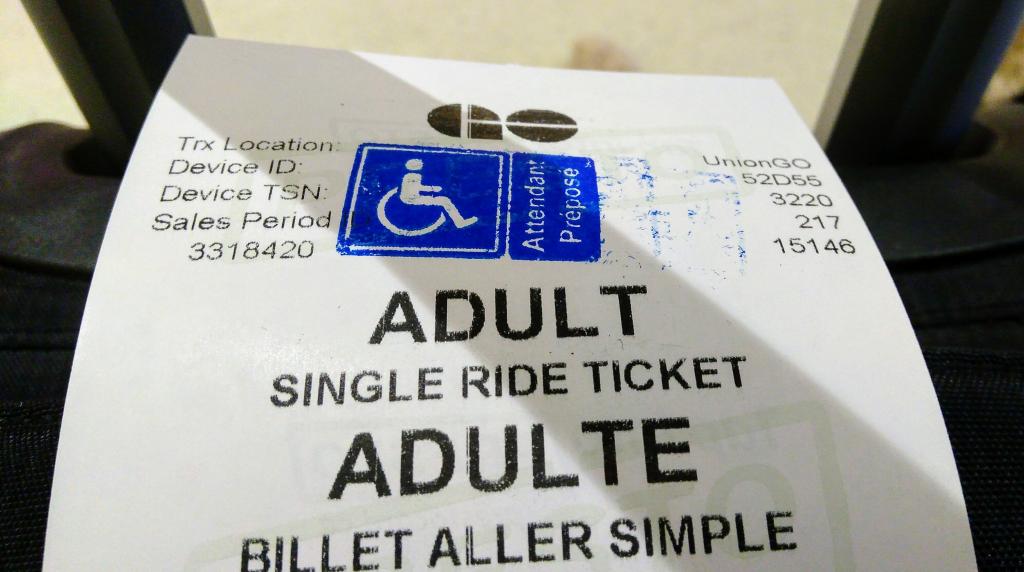 GO
Trx Location: UnionGO
Device ID: 52D55
Device TSN: 3220
Sales Period 217
3318420 15146
Attendant
Préposé
ADULT
SINGLE RIDE TICKET
ADULTE
BILLET ALLER SIMPLE